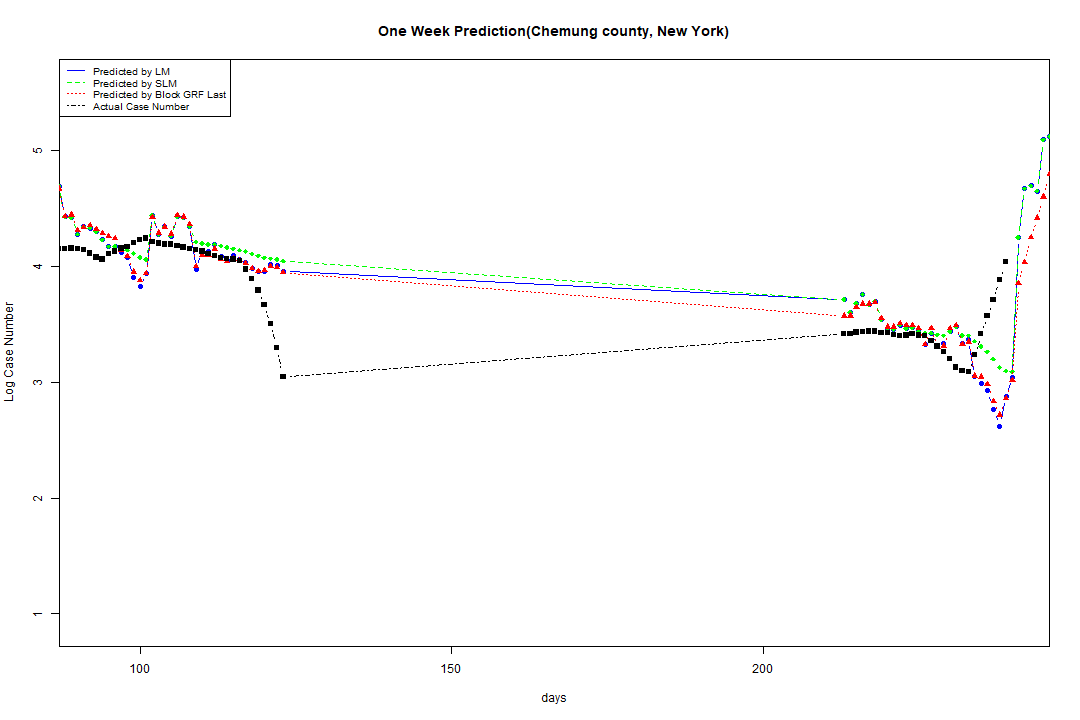 One Week Prediction(Chemung county, New York)
Predicted by LM
Predicted by SLM
Predicted by Block GRF Last
Actual Case Number
5
4
3
2
1
Log Case Number
100 150 200
days